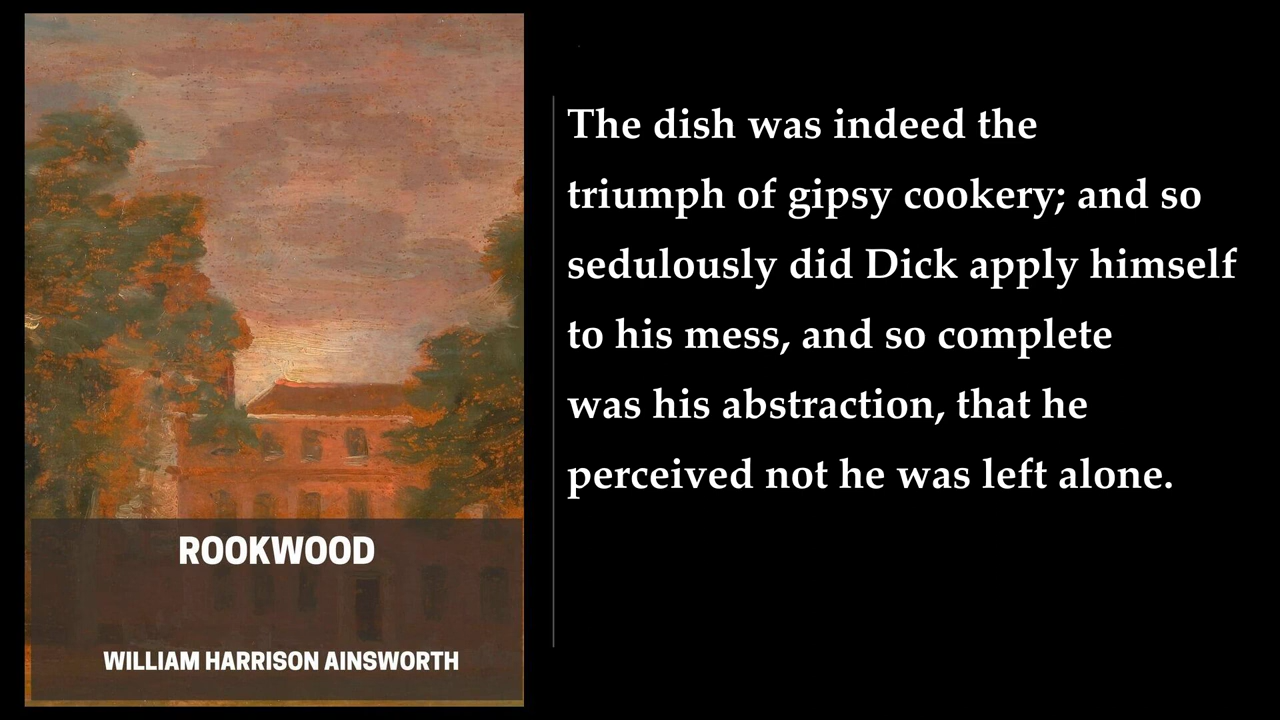 ROOKWOOD
WILLIAM HARRISON AINSWORTH
The dish was indeed the
triumph of gipsy cookery; and so
sedulously did Dick apply himself
to his mess, and so complete
was his abstraction, that he
perceived not he was left alone.